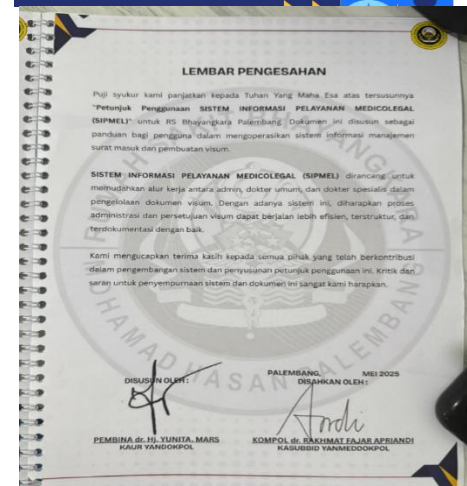 LEMBAR PENGESAHAN
Puji syukur kami panjatkan kepada Tuhan Yang Maha Esa atas tersusunnya
"Petunjuk Penggunaan SISTEM INFORMASI PELAYANAN MEDICOLEGAL
(SIPMEL)" untuk RS Bhayangkara Palembang. Dokumen ini disusun sebagai
panduan bagi pengguna dalam mengoperasikan sistem informasi manajemen
surat masuk dan pembuatan visum.
SISTEM INFORMASI PELAYANAN MEDICOLEGAL (SIPMEL) dirancang untuk
memudahkan alur kerja antara admin, dokter umum, dan dokter spesialis dalam
pengelolaan dokumen visum. Dengan adanya sistem ini, diharapkan proses
administrasi dan persetujuan visum dapat berjalan lebih efisien, terstruktur, dan
terdokumentasi dengan baik.
Kami mengucapkan terima kasih kepada semua pihak yang telah berkontribusi
dalam pengembangan sistem dan penyusunan petunjuk penggunaan ini. Kritik dan
saran untuk penyempurnaan sistem dan dokumen ini sangat kami harapkan.
PALEMBANG, MEI 2025
DISUSUN OLEH : DISAHKAN OLEH :
PEMBINA dr. Hj. YUNITA, MARS KOMPOL dr. RAKHMAT FAJAR APRIANDI
KAUR YANDOKPOL KASUBBID YANMEDDOKPOL
MOHAMAD HASAN PALEMBANG